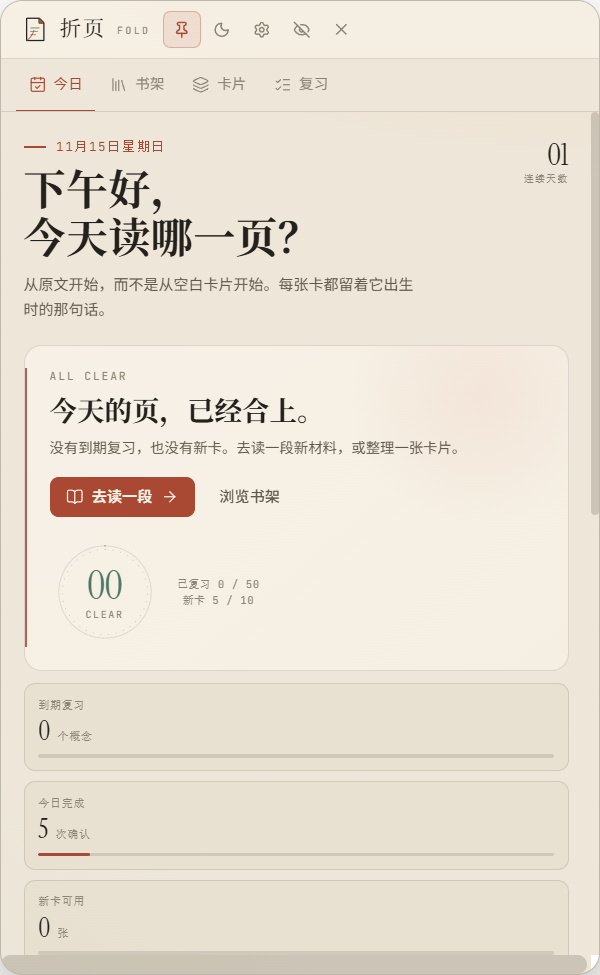 折页 FOLD
今日 书架 卡片 复习
11月15日星期日
01
连续天数
下午好，
今天读哪一页？
从原文开始，而不是从空白卡片开始。每张卡都留着它出生
时的那句话。
ALL CLEAR
今天的页，已经合上。
没有到期复习，也没有新卡。去读一段新材料，或整理一张卡片。
去读一段 浏览书架
00
CLEAR
已复习 0 / 50
新卡 5 / 10
到期复习
0 个概念
今日完成
5 次确认
新卡可用
0 张